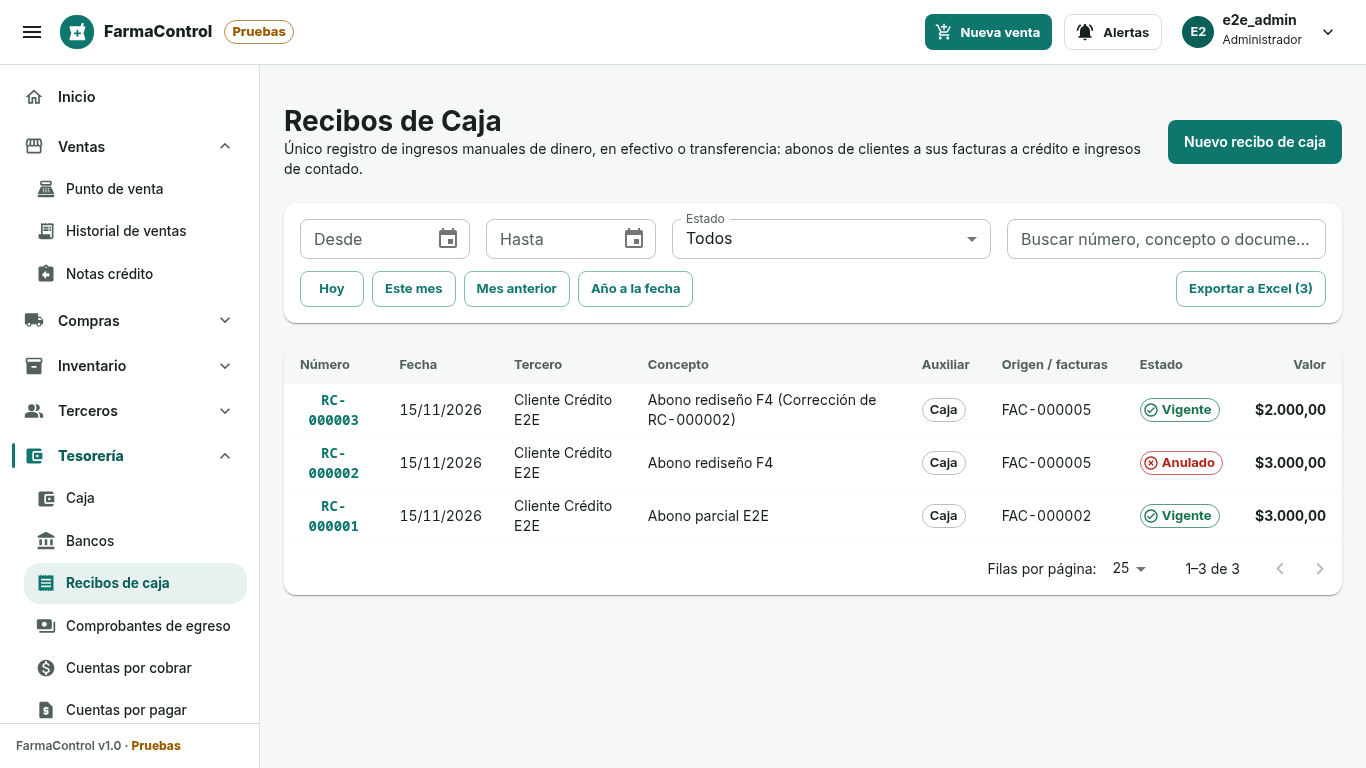 FarmaControl Pruebas
Nueva venta
Alertas
E2
e2e_admin
Administrador
Inicio
Ventas
Punto de venta
Historial de ventas
Notas crédito
Compras
Inventario
Terceros
Tesorería
Caja
Bancos
Recibos de caja
Comprobantes de egreso
Cuentas por cobrar
Cuentas por pagar
FarmaControl v1.0 · Pruebas
Recibos de Caja
Único registro de ingresos manuales de dinero, en efectivo o transferencia: abonos de clientes a sus facturas a crédito e ingresos
de contado.
Nuevo recibo de caja
Desde
Hasta
Estado
Todos
Buscar número, concepto o docume...
Hoy
Este mes
Mes anterior
Año a la fecha
Exportar a Excel (3)
Número Fecha Tercero Concepto Auxiliar Origen / facturas Estado Valor
RC-
000003
15/11/2026
Cliente Crédito
E2E
Abono rediseño F4 (Corrección de
RC-000002)
Caja
FAC-000005
Vigente
$2.000,00
RC-
000002
15/11/2026
Cliente Crédito
E2E
Abono rediseño F4
Caja
FAC-000005
Anulado
$3.000,00
RC-
000001
15/11/2026
Cliente Crédito
E2E
Abono parcial E2E
Caja
FAC-000002
Vigente
$3.000,00
Filas por página: 25 1–3 de 3